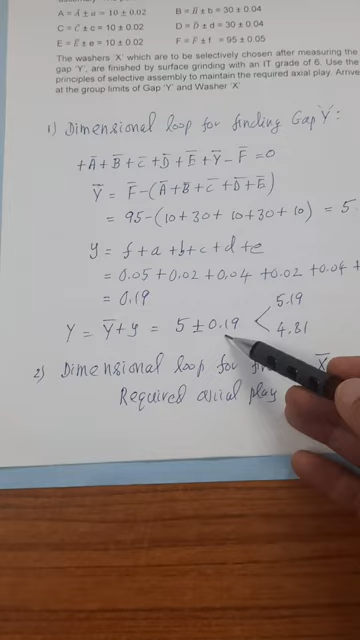 A = A̅ ± a = 10 ± 0.02 B = B̅ ± b = 30 ± 0.04
C = C̅ ± c = 10 ± 0.02 D = D̅ ± d = 30 ± 0.04
E = E̅ ± e = 10 ± 0.02 F = F̅ ± f = 95 ± 0.05
The washers 'X' which are to be selectively chosen after measuring the
gap 'Y', are finished by surface grinding with an IT grade of 6. Use
principles of selective assembly to maintain the required axial play. Arrive
at the group limits of Gap 'Y' and Washer 'X'
1) Dimensional loop for finding Gap Y:
+A̅+B̅+C̅+D̅+E̅+Y̅-F̅=0
Y̅ = F̅-(A̅+B̅+C̅+D̅+E̅)
= 95-(10+30+10+30+10) = 5
y = f+a+b+c+d+e
= 0.05+0.02+0.04+0.02+0.04+
= 0.19
Y = Y̅+y = 5 ± 0.19 < 5.19
4.81
2) Dimensional loop for X̅
Required axial play